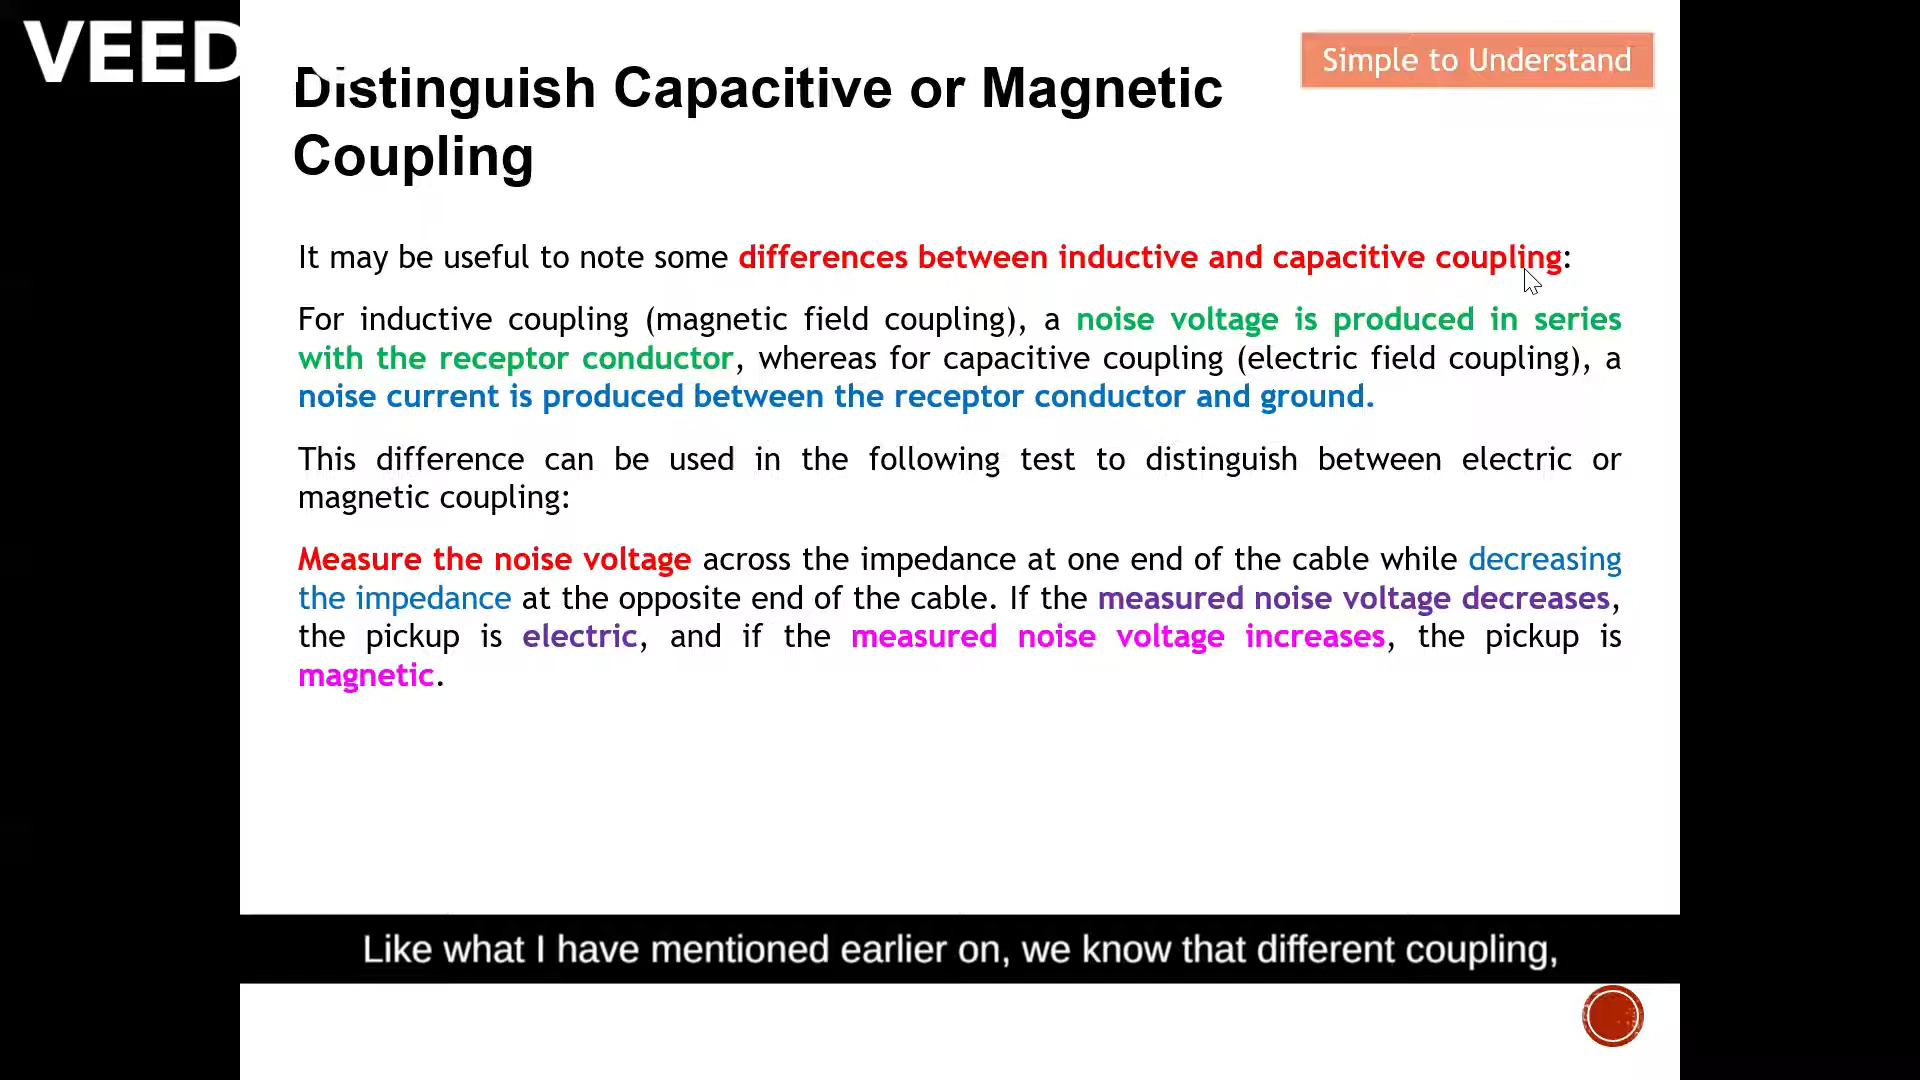 VEED
Simple to Understand
Distinguish Capacitive or Magnetic
Coupling
It may be useful to note some differences between inductive and capacitive coupling:
For inductive coupling (magnetic field coupling), a noise voltage is produced in series
with the receptor conductor, whereas for capacitive coupling (electric field coupling), a
noise current is produced between the receptor conductor and ground.
This difference can be used in the following test to distinguish between electric or
magnetic coupling:
Measure the noise voltage across the impedance at one end of the cable while decreasing
the impedance at the opposite end of the cable. If the measured noise voltage decreases,
the pickup is electric, and if the measured noise voltage increases, the pickup is
magnetic.
Like what I have mentioned earlier on, we know that different coupling,